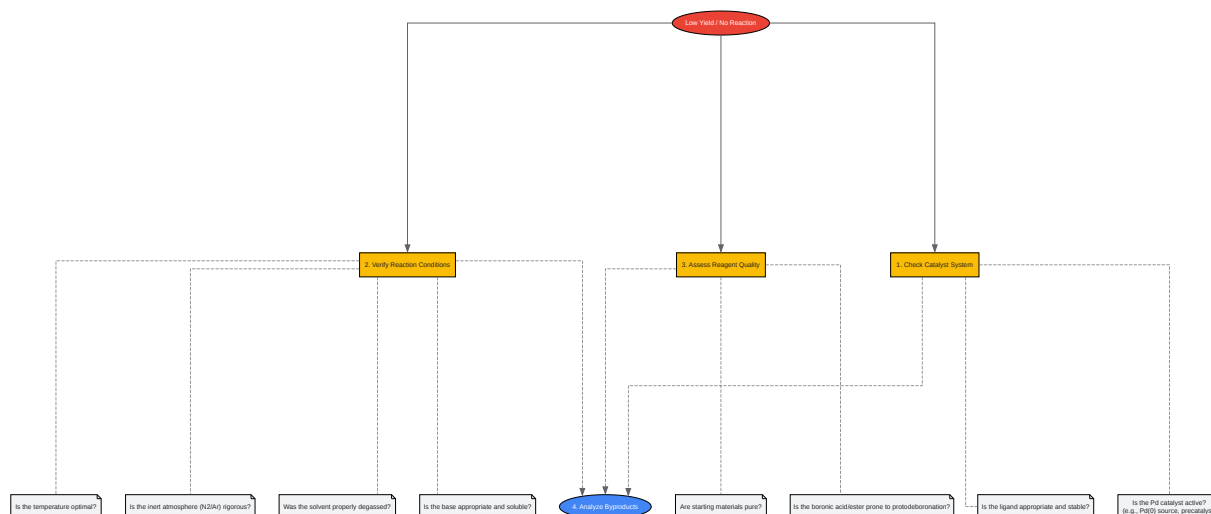 Low Yield / No Reaction
2. Verify Reaction Conditions
3. Assess Reagent Quality
1. Check Catalyst System
Is the temperature optimal?
Is the inert atmosphere (N2/Ar) rigorous?
Was the solvent properly degassed?
Is the base appropriate and soluble?
4. Analyze Byproducts
Are starting materials pure?
Is the boronic acid/ester prone to protodeboronation?
Is the ligand appropriate and stable?
Is the Pd catalyst active?
(e.g., Pd(0) source, precatalys